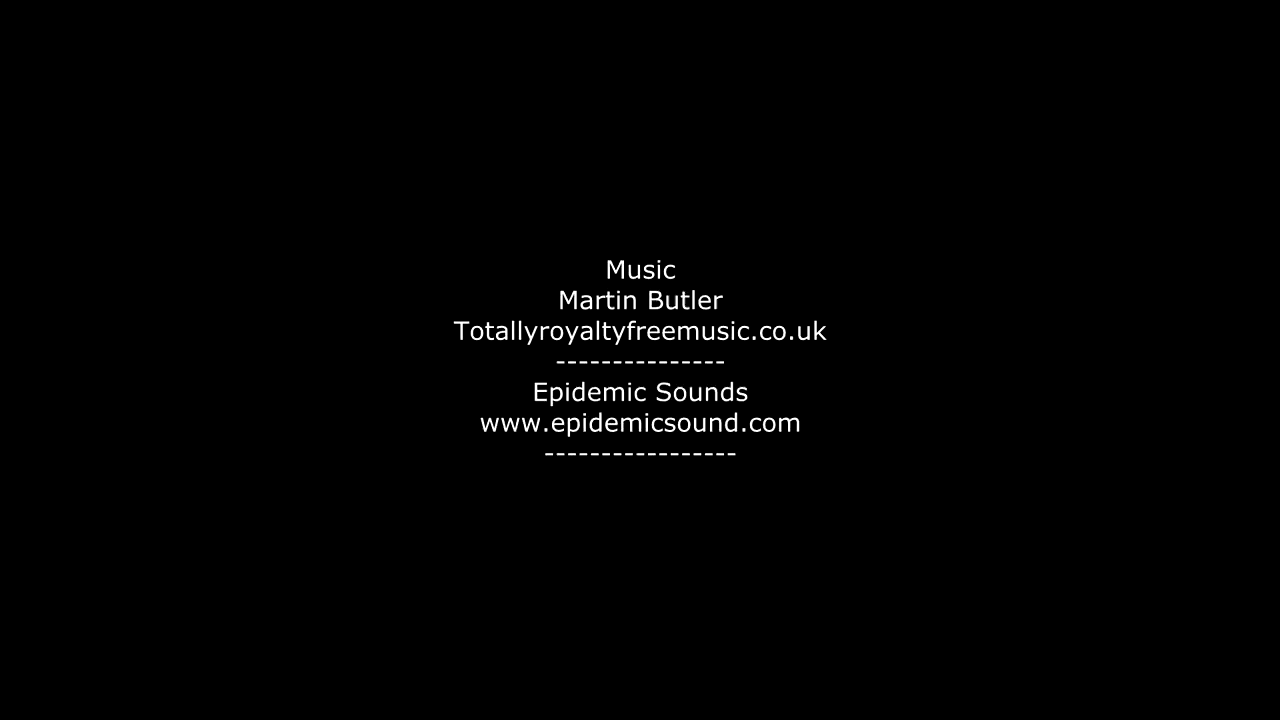 Music
Martin Butler
Totallyroyaltyfreemusic.co.uk
---------------
Epidemic Sounds
www.epidemicsound.com
-----------------